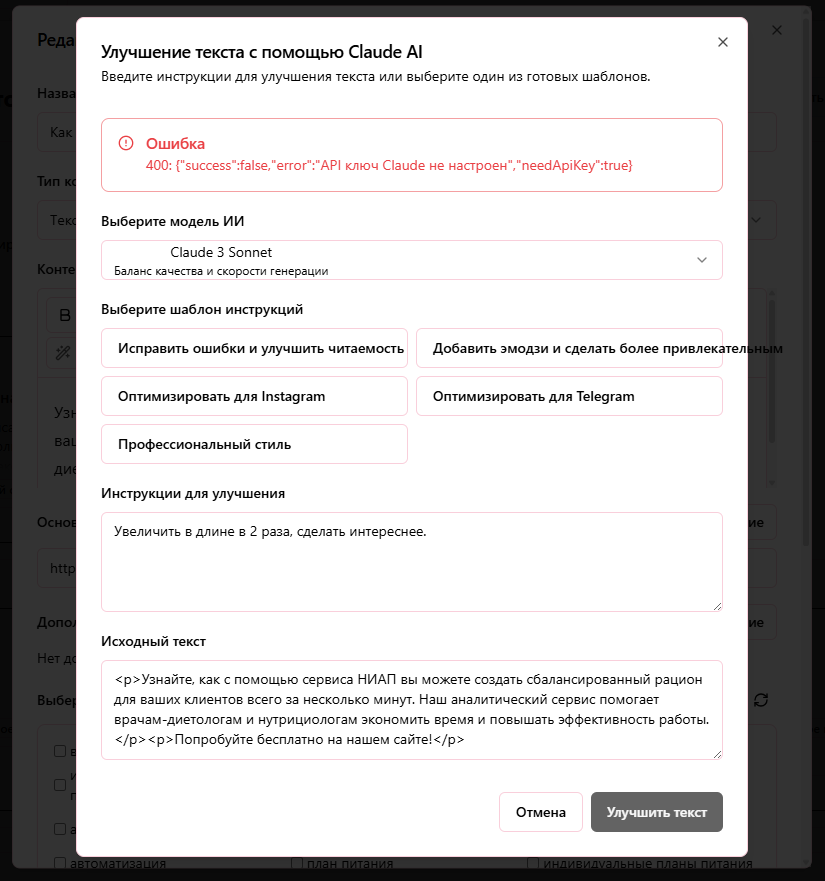 Реда
Улучшение текста с помощью Claude AI
Введите инструкции для улучшения текста или выберите один из готовых шаблонов.
Назва
Как
Ошибка
400: {"success":false,"error":"API ключ Claude не настроен","needApiKey":true}
Тип ко
Текс
Выберите модель ИИ
Claude 3 Sonnet
Баланс качества и скорости генерации
Конте
B
Выберите шаблон инструкций
Исправить ошибки и улучшить читаемость
Добавить эмодзи и сделать более привлекательным
Оптимизировать для Instagram
Оптимизировать для Telegram
Узн
ваш
дие
Профессиональный стиль
Инструкции для улучшения
Увеличить в длине в 2 раза, сделать интереснее.
Основ
ие
http
Допол
ие
Нет до
Исходный текст
<p>Узнайте, как с помощью сервиса НИАП вы можете создать сбалансированный рацион
для ваших клиентов всего за несколько минут. Наш аналитический сервис помогает
врачам-диетологам и нутрициологам экономить время и повышать эффективность работы.
</p><p>Попробуйте бесплатно на нашем сайте!</p>
Выбер
Отмена
Улучшить текст
автоматизация
план питания
индивидуальные планы питания